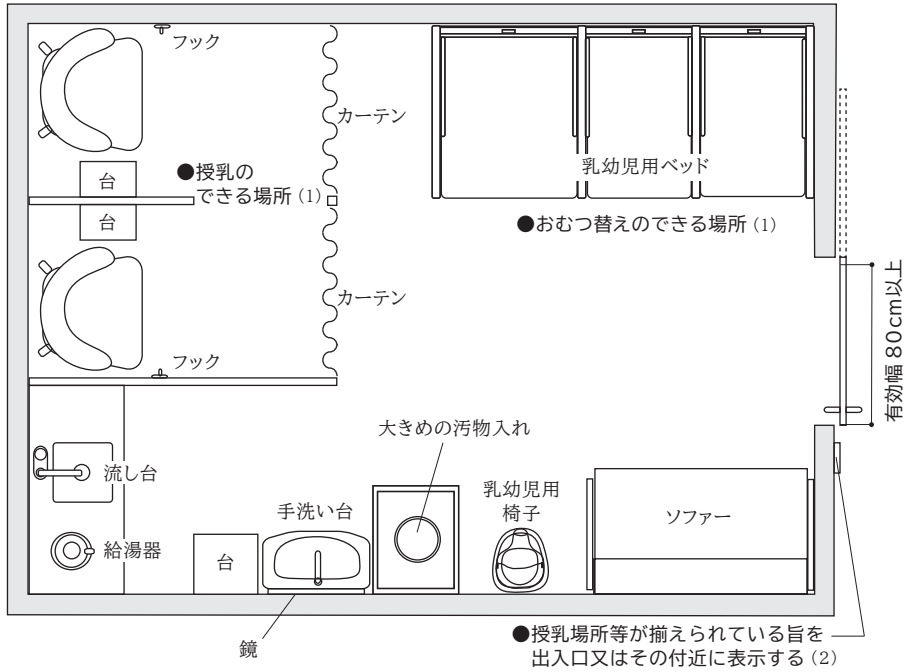 フック
カーテン
乳幼児用ベッド
台
●授乳の
できる場所(1)
台
●おむつ替えのできる場所(1)
カーテン
有効幅80cm以上
フック
大きめの汚物入れ
流し台
手洗い台
乳幼児用
椅子
ソファー
給湯器
台
鏡
●授乳場所等が揃えられている旨を
出入口又はその付近に表示する(2)